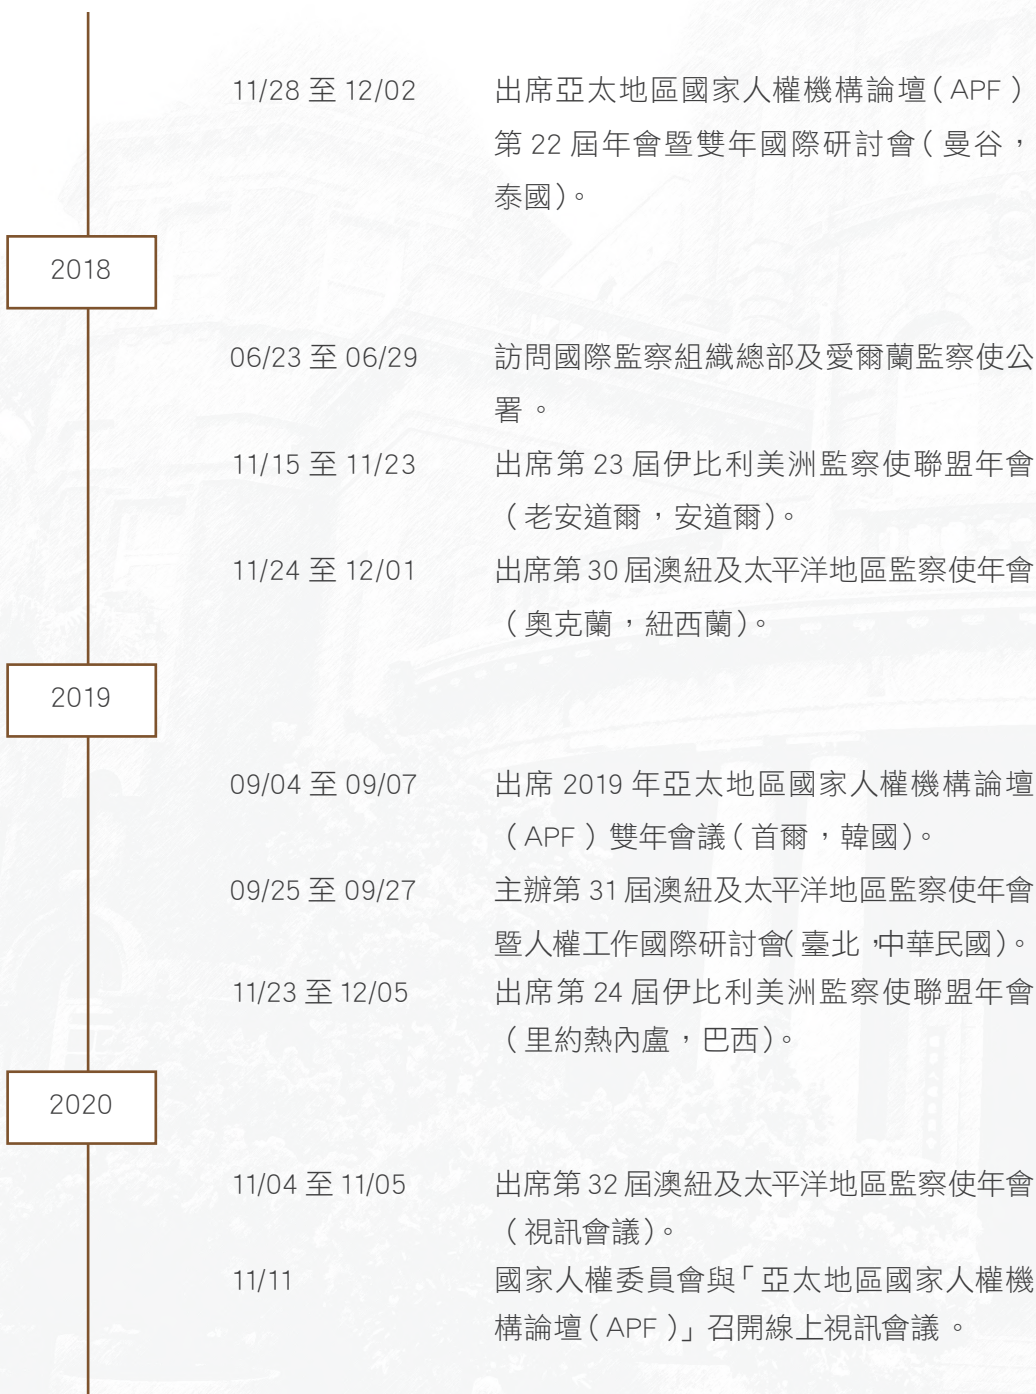 11/28 至 12/02 出席亞太地區國家人權機構論壇（APF）
第 22 屆年會暨雙年國際研討會（曼谷，
泰國）。
2018
06/23 至 06/29 訪問國際監察組織總部及愛爾蘭監察使公
署。
11/15 至 11/23 出席第 23 屆伊比利美洲監察使聯盟年會
（老安道爾，安道爾）。
11/24 至 12/01 出席第 30 屆澳紐及太平洋地區監察使年會
（奧克蘭，紐西蘭）。
2019
09/04 至 09/07 出席 2019 年亞太地區國家人權機構論壇
（APF）雙年會議（首爾，韓國）。
09/25 至 09/27 主辦第 31 屆澳紐及太平洋地區監察使年會
暨人權工作國際研討會（臺北，中華民國）。
11/23 至 12/05 出席第 24 屆伊比利美洲監察使聯盟年會
（里約熱內盧，巴西）。
2020
11/04 至 11/05 出席第 32 屆澳紐及太平洋地區監察使年會
（視訊會議）。
11/11 國家人權委員會與「亞太地區國家人權機
構論壇（APF）」召開線上視訊會議。